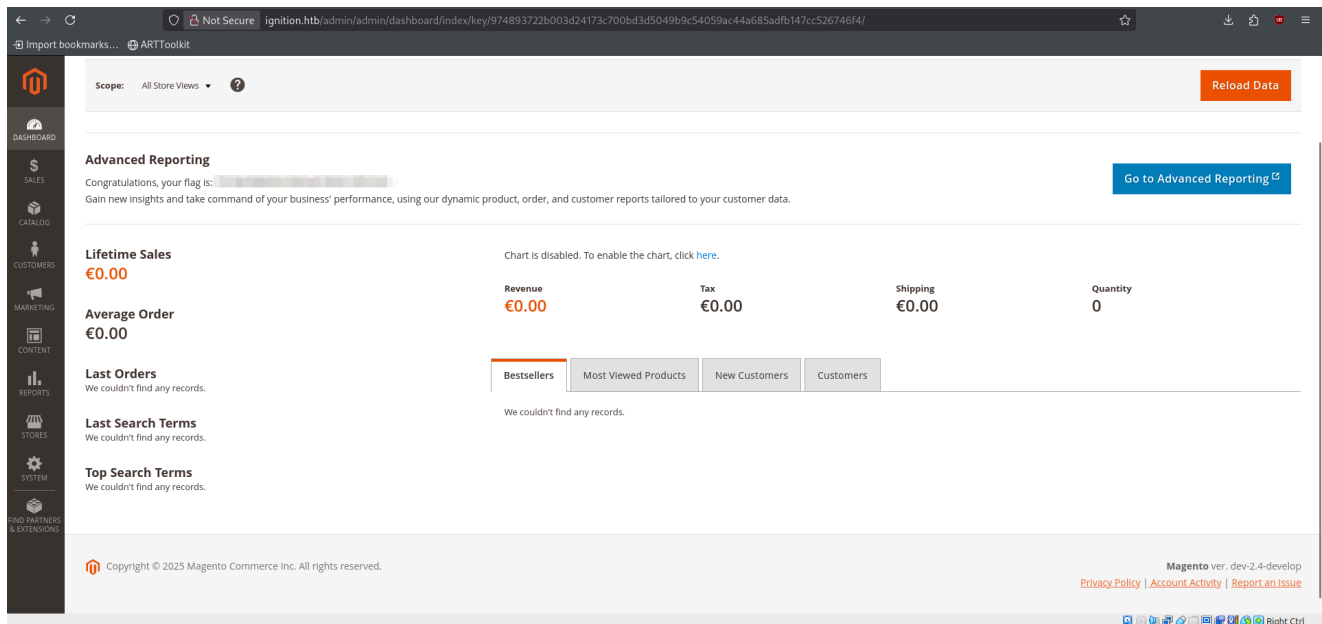 Not Secure ignition.htb/admin/admin/dashboard/index/key/974893722b003d24173c700bd3d5049b9c54059ac44a685adfb147cc526746f4/
Import bookmarks... ARTToolkit
Scope: All Store Views ?
Reload Data
DASHBOARD
SALES
CATALOG
CUSTOMERS
MARKETING
CONTENT
REPORTS
STORES
SYSTEM
FIND PARTNERS
& EXTENSIONS
Advanced Reporting
Congratulations, your flag is:
Gain new insights and take command of your business' performance, using our dynamic product, order, and customer reports tailored to your customer data.
Go to Advanced Reporting
Lifetime Sales
€0.00
Average Order
€0.00
Last Orders
We couldn't find any records.
Last Search Terms
We couldn't find any records.
Top Search Terms
We couldn't find any records.
Chart is disabled. To enable the chart, click here.
Revenue Tax Shipping Quantity
€0.00 €0.00 €0.00 0
Bestsellers Most Viewed Products New Customers Customers
We couldn't find any records.
Copyright © 2025 Magento Commerce Inc. All rights reserved.
Magento ver. dev-2.4-develop
Privacy Policy | Account Activity | Report an Issue
Right Ctrl